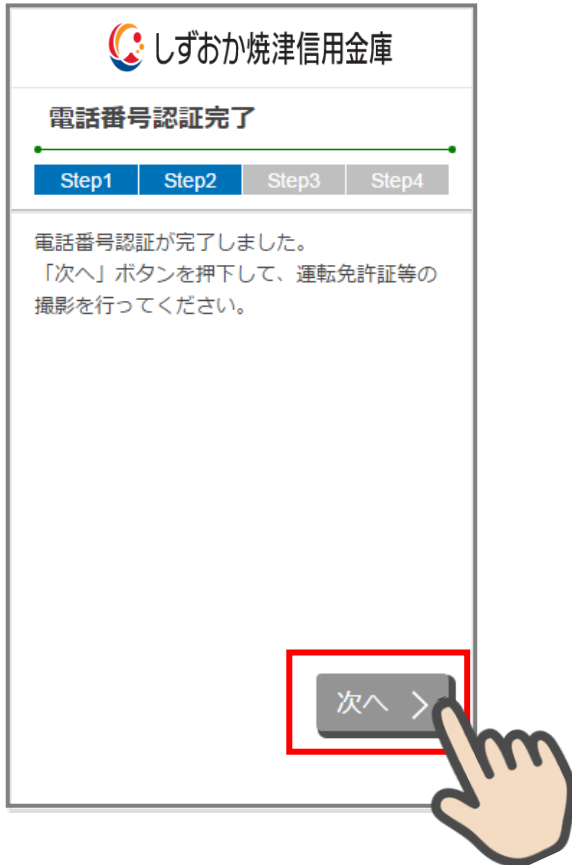 しずおか焼津信用金庫
電話番号認証完了
Step1 Step2 Step3 Step4
電話番号認証が完了しました。
「次へ」ボタンを押下して、運転免許証等の
撮影を行ってください。
次へ